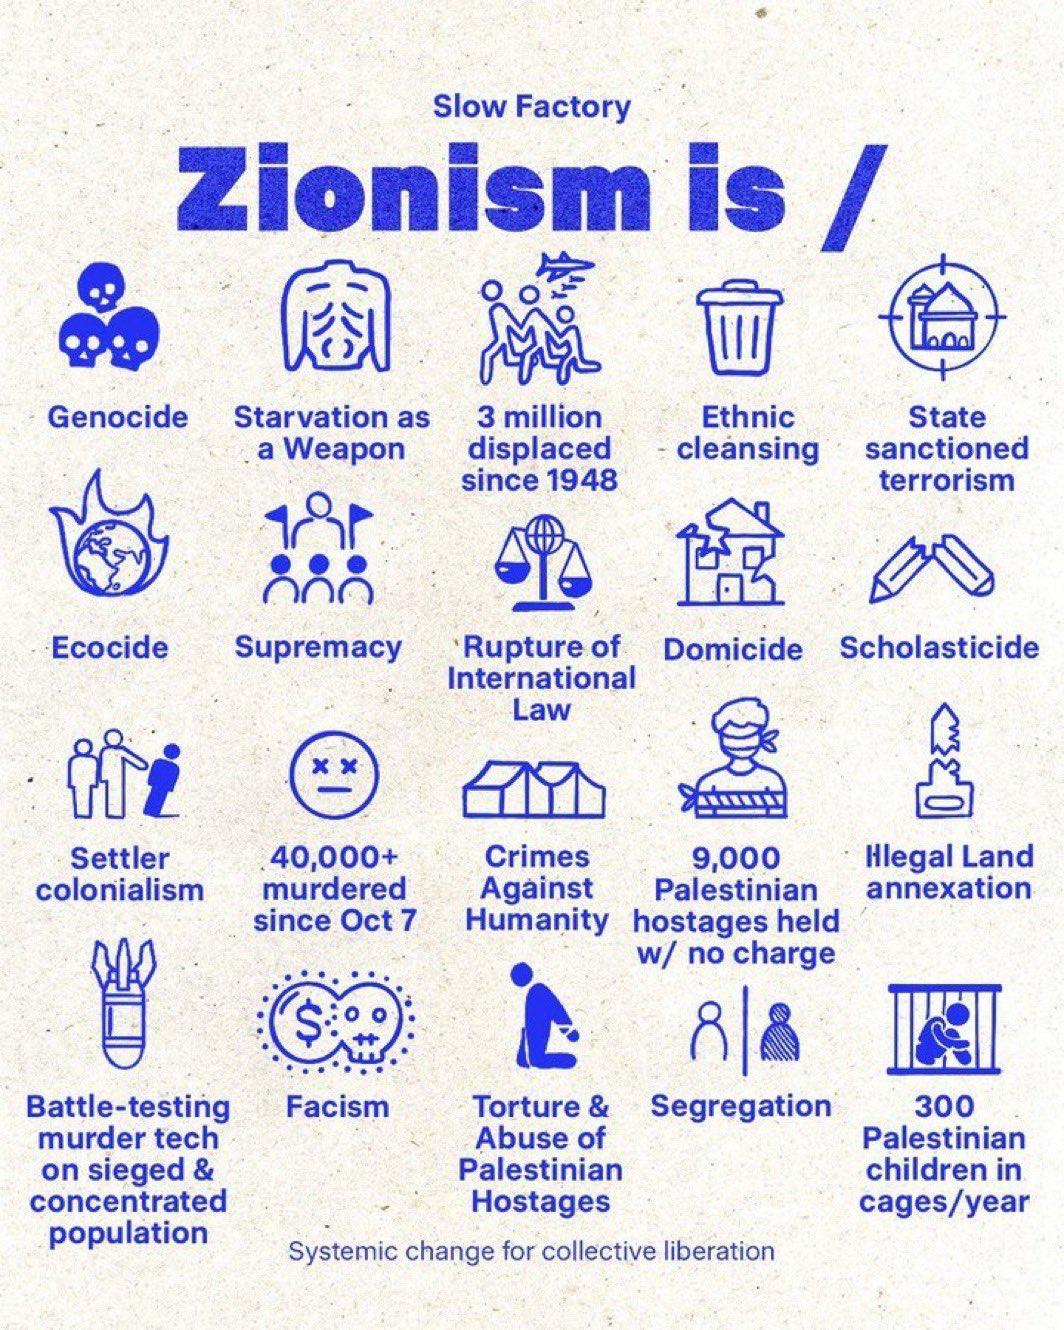 Slow Factory
Zionism is /
Genocide
Starvation as
a Weapon
3 million
displaced
since 1948
Ethnic
cleansing
State
sanctioned
terrorism
Ecocide
Supremacy
Rupture of
International
Law
Domicide
Scholasticide
Settler
colonialism
40,000+
murdered
since Oct 7
Crimes
Against
Humanity
9,000
Palestinian
hostages held
w/ no charge
Illegal Land
annexation
Battle-testing
murder tech
on sieged &
concentrated
population
$
Facism
Torture &
Abuse of
Palestinian
Hostages
Segregation
300
Palestinian
children in
cages/year
Systemic change for collective liberation